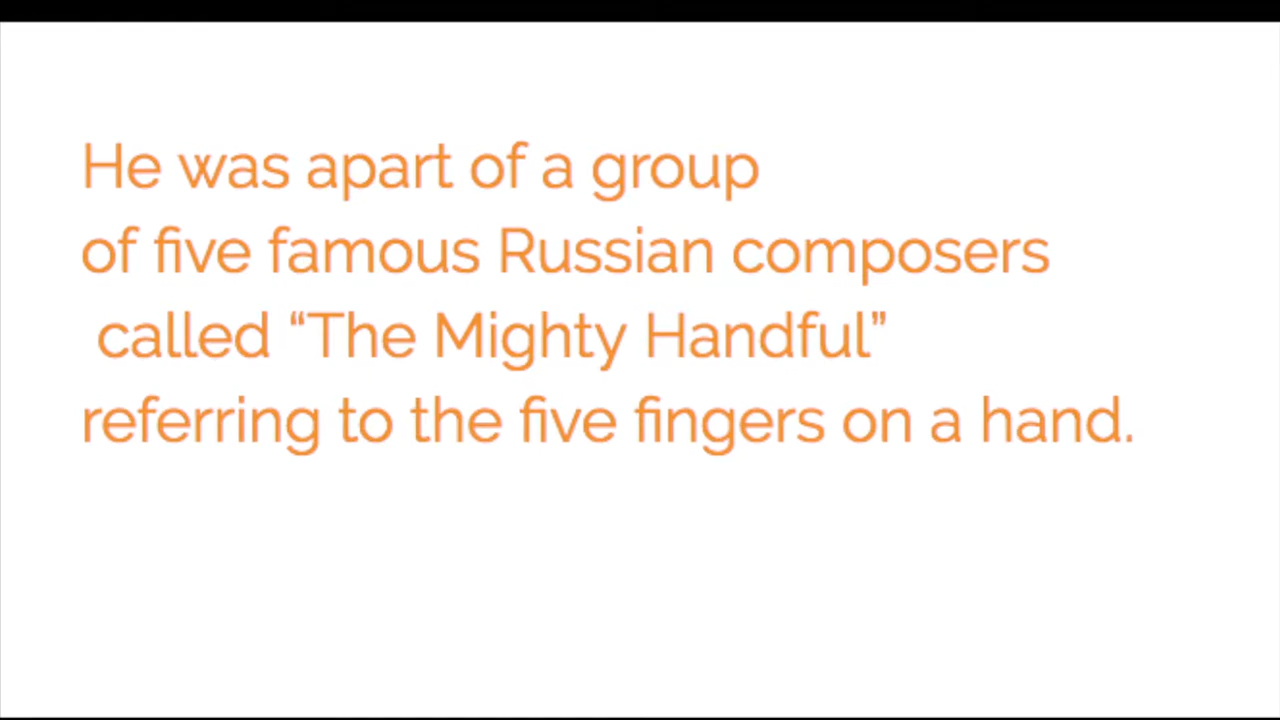 He was apart of a group
of five famous Russian composers
called “The Mighty Handful”
referring to the five fingers on a hand.